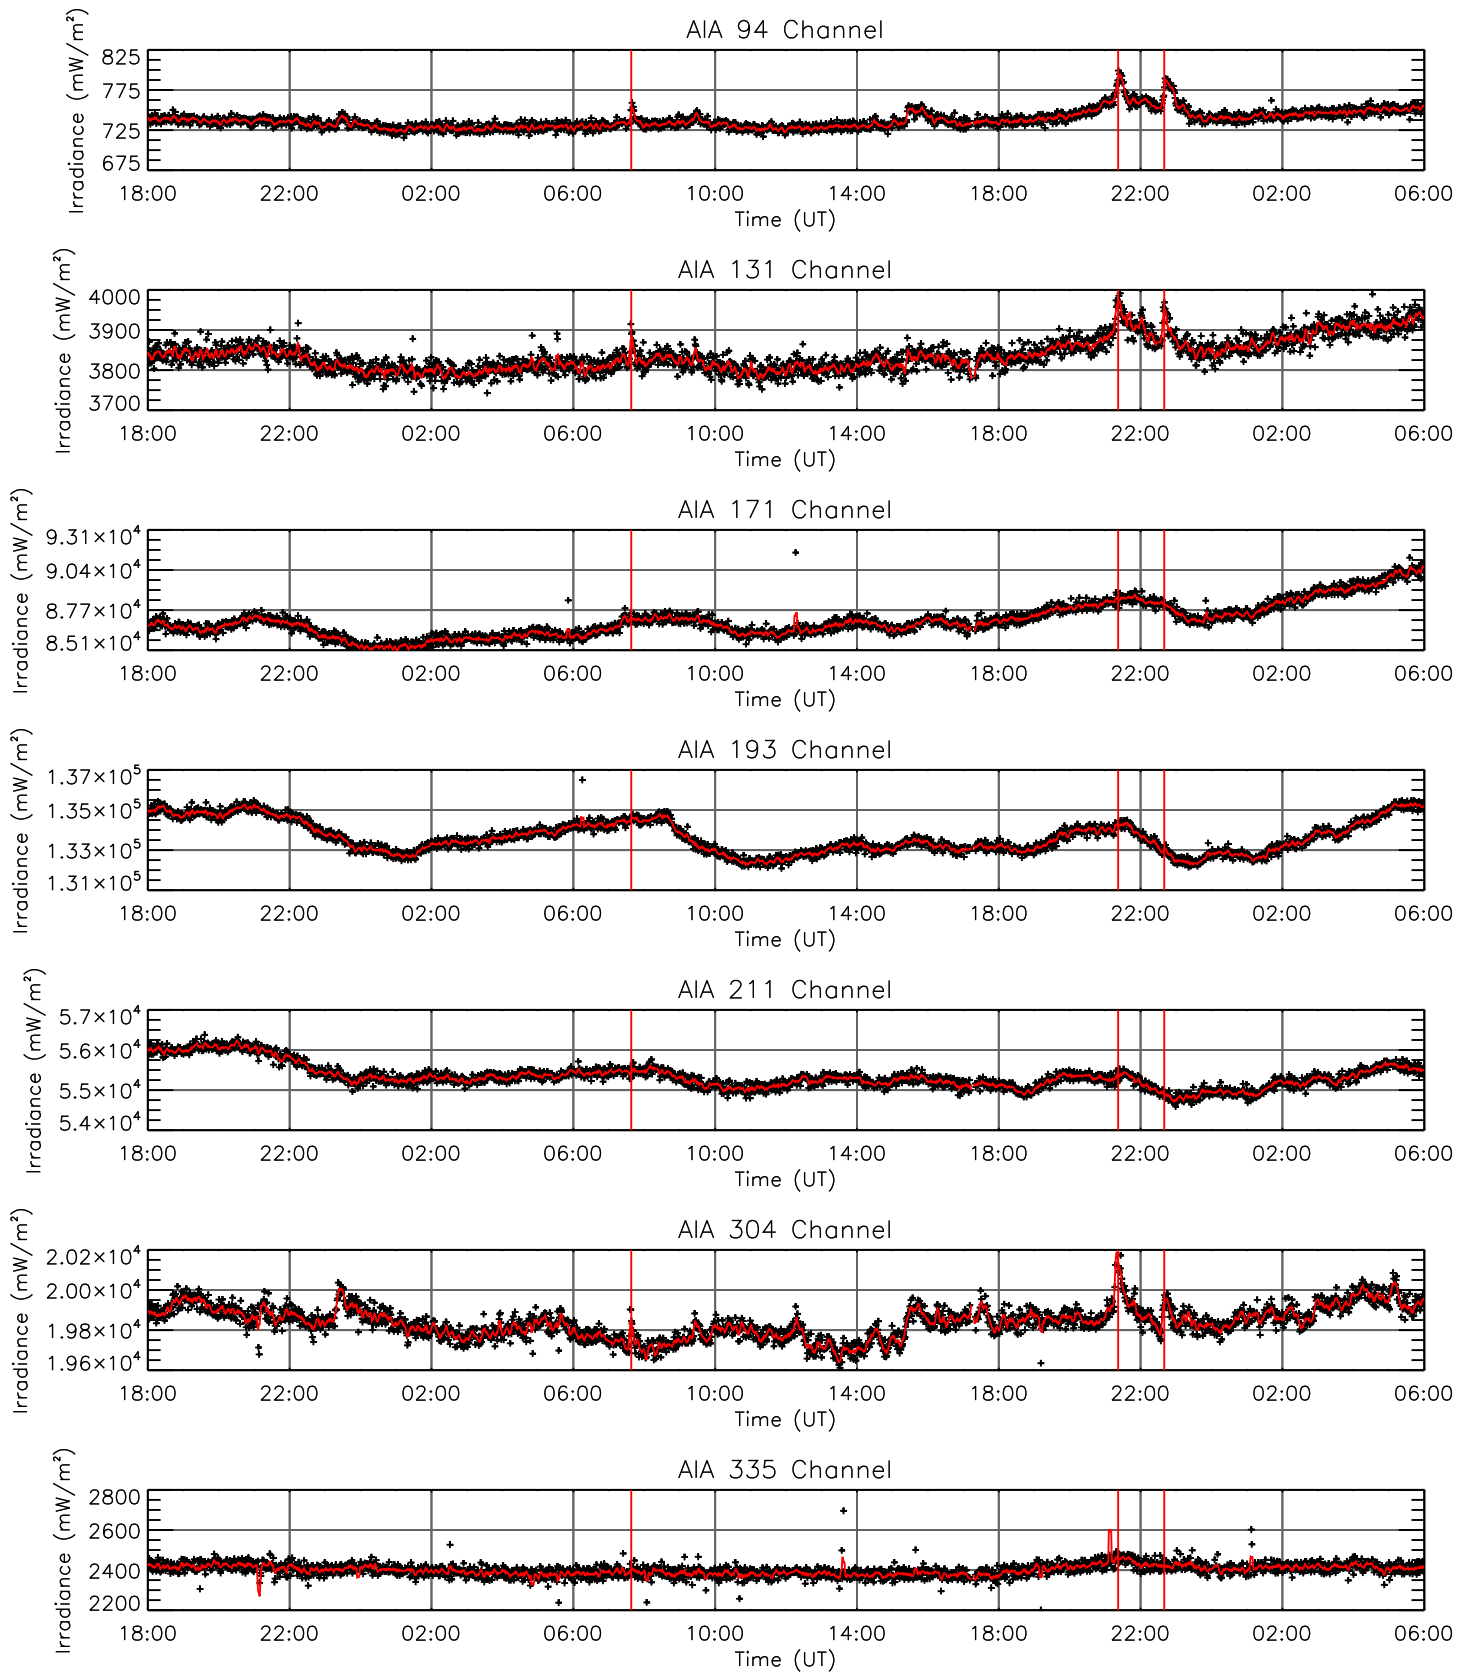 AIA 94 Channel
Irradiance (mW/m²)
825
775
725
675
18:00 22:00 02:00 06:00 10:00 14:00 18:00 22:00 02:00 06:00
Time (UT)
AIA 131 Channel
Irradiance (mW/m²)
4000
3900
3800
3700
18:00 22:00 02:00 06:00 10:00 14:00 18:00 22:00 02:00 06:00
Time (UT)
AIA 171 Channel
Irradiance (mW/m²)
9.31×10⁴
9.04×10⁴
8.77×10⁴
8.51×10⁴
18:00 22:00 02:00 06:00 10:00 14:00 18:00 22:00 02:00 06:00
Time (UT)
AIA 193 Channel
Irradiance (mW/m²)
1.37×10⁵
1.35×10⁵
1.33×10⁵
1.31×10⁵
18:00 22:00 02:00 06:00 10:00 14:00 18:00 22:00 02:00 06:00
Time (UT)
AIA 211 Channel
Irradiance (mW/m²)
5.7×10⁴
5.6×10⁴
5.5×10⁴
5.4×10⁴
18:00 22:00 02:00 06:00 10:00 14:00 18:00 22:00 02:00 06:00
Time (UT)
AIA 304 Channel
Irradiance (mW/m²)
2.02×10⁴
2.00×10⁴
1.98×10⁴
1.96×10⁴
18:00 22:00 02:00 06:00 10:00 14:00 18:00 22:00 02:00 06:00
Time (UT)
AIA 335 Channel
Irradiance (mW/m²)
2800
2600
2400
2200
18:00 22:00 02:00 06:00 10:00 14:00 18:00 22:00 02:00 06:00
Time (UT)